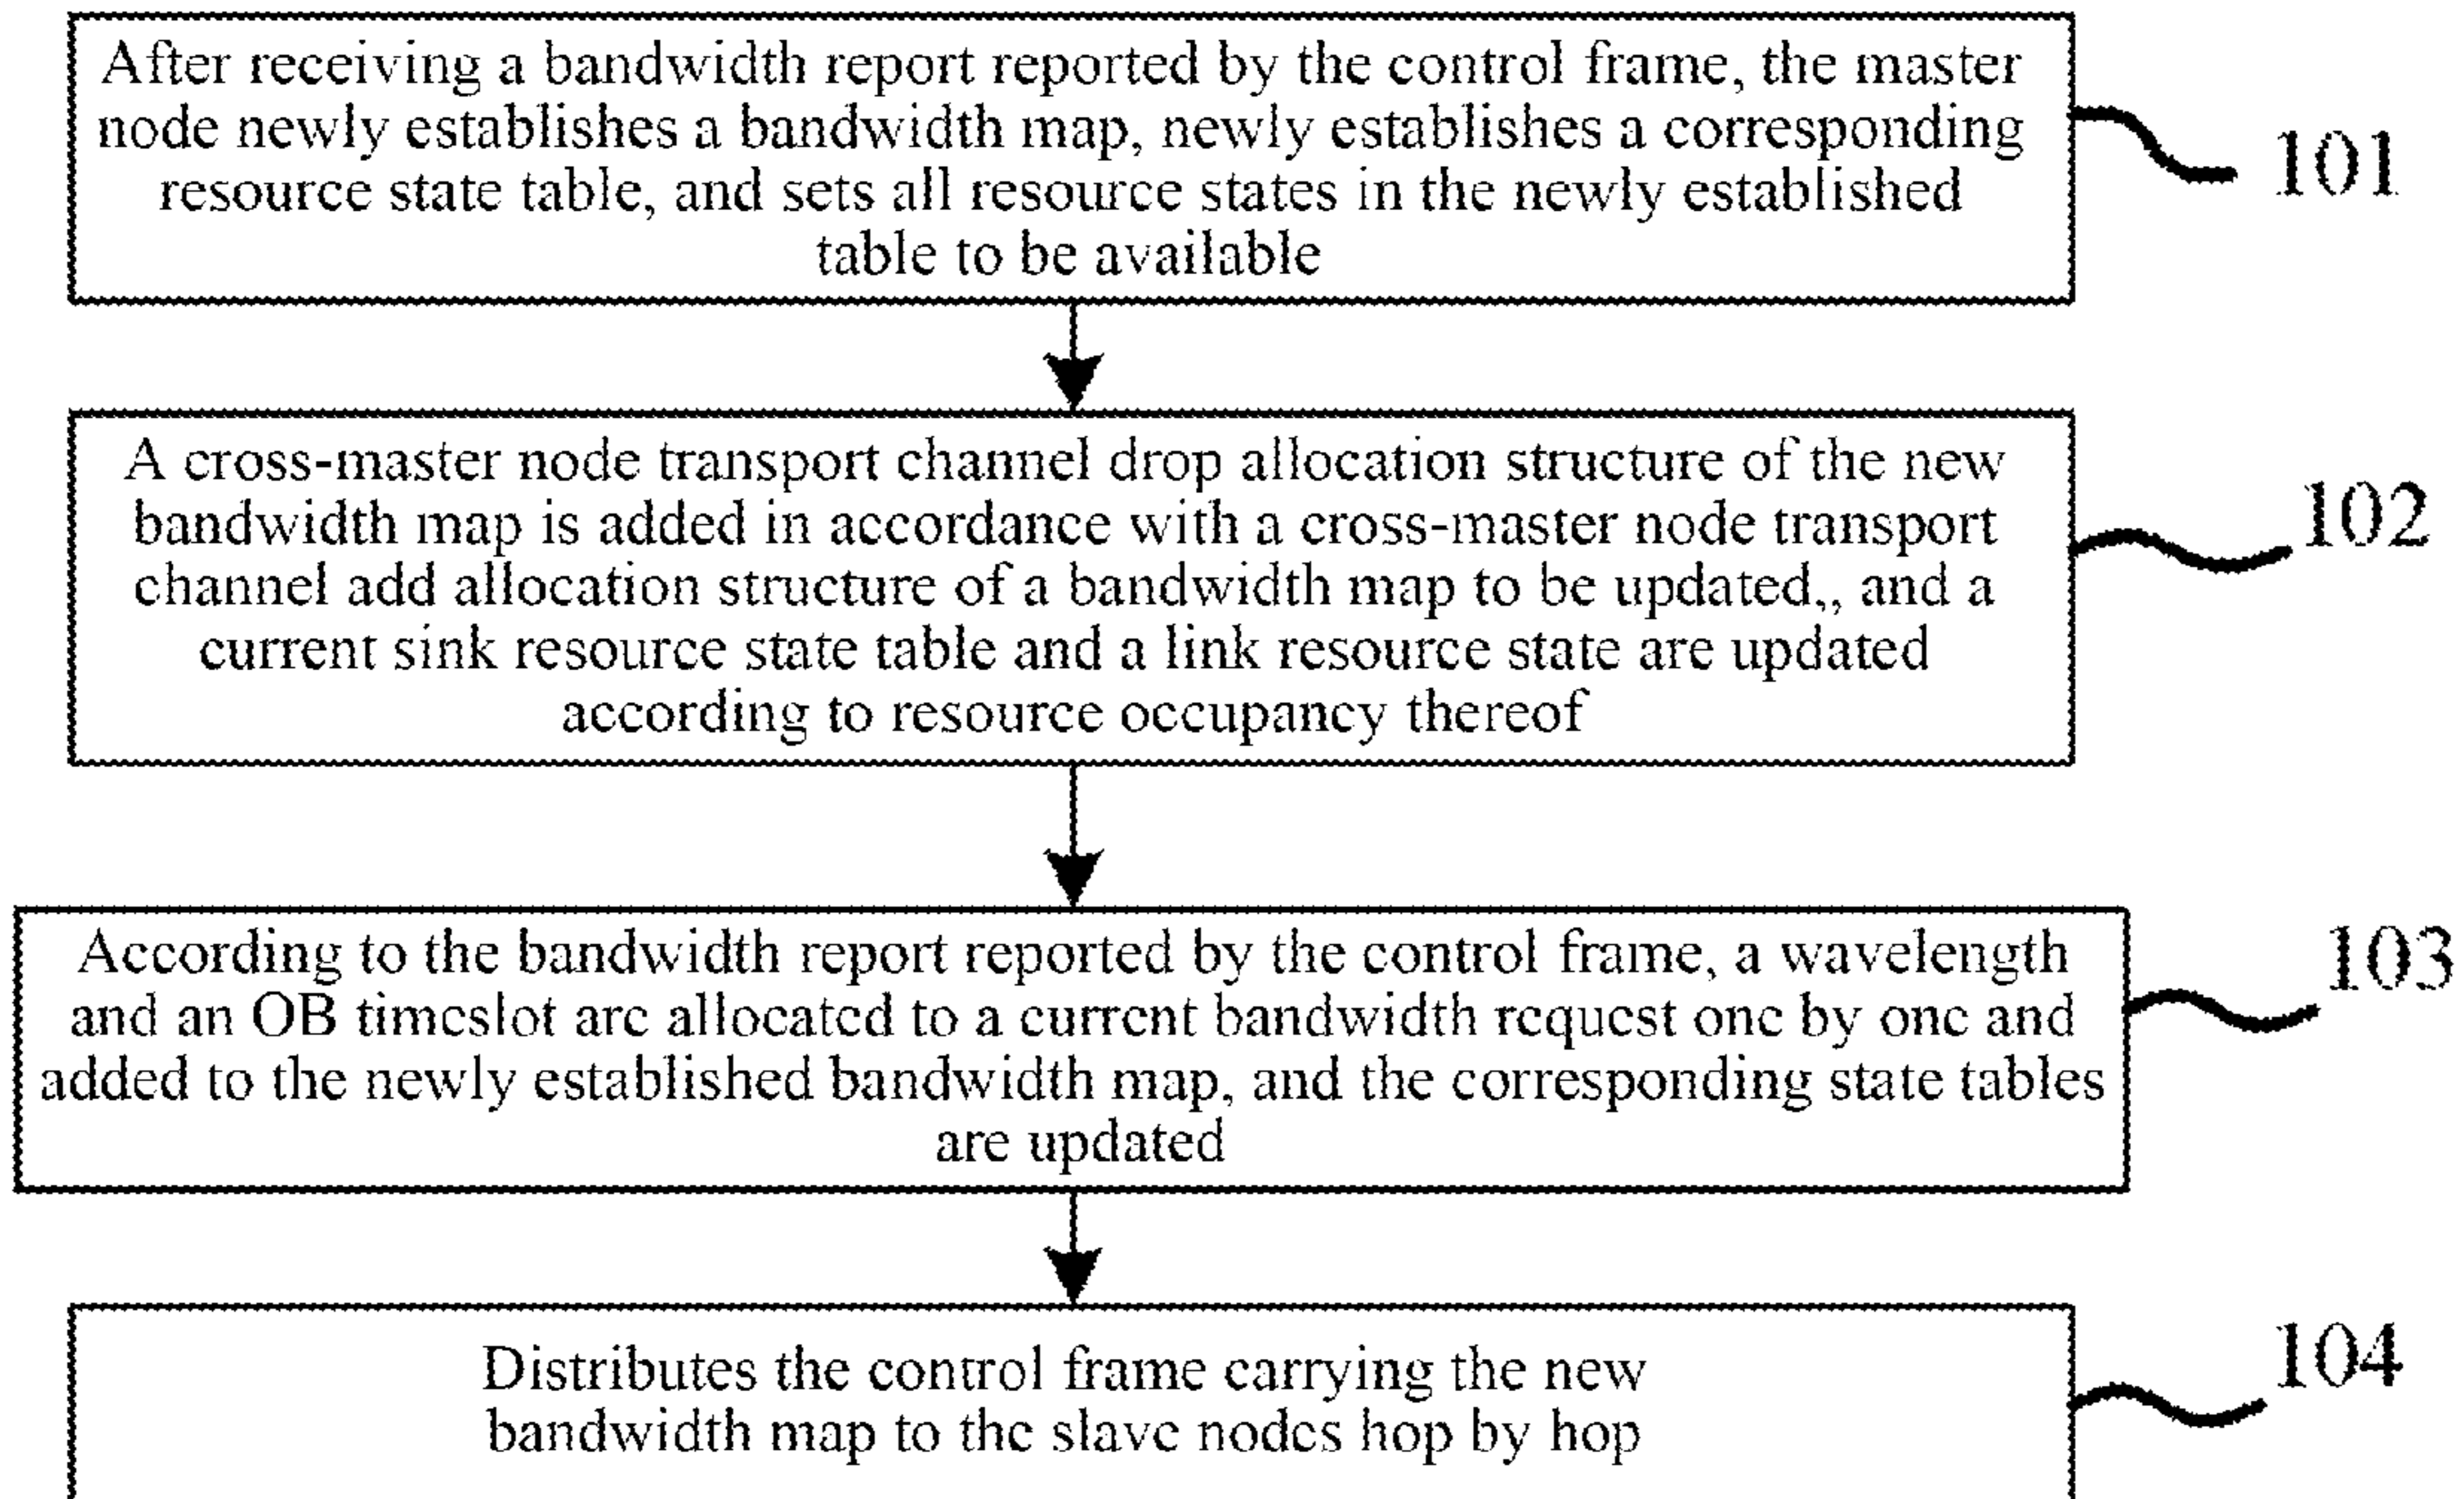 After receiving a bandwidth report reported by the control frame, the master
node newly establishes a bandwidth map, newly establishes a corresponding
resource state table, and sets all resource states in the newly established
table to be available
101
A cross-master node transport channel drop allocation structure of the new
bandwidth map is added in accordance with a cross-master node transport
channel add allocation structure of a bandwidth map to be updated,, and a
current sink resource state table and a link resource state are updated
according to resource occupancy thereof
102
According to the bandwidth report reported by the control frame, a wavelength
and an OB timeslot are allocated to a current bandwidth request one by one and
added to the newly established bandwidth map, and the corresponding state tables
are updated
103
Distributes the control frame carrying the new
bandwidth map to the slave nodes hop by hop
104